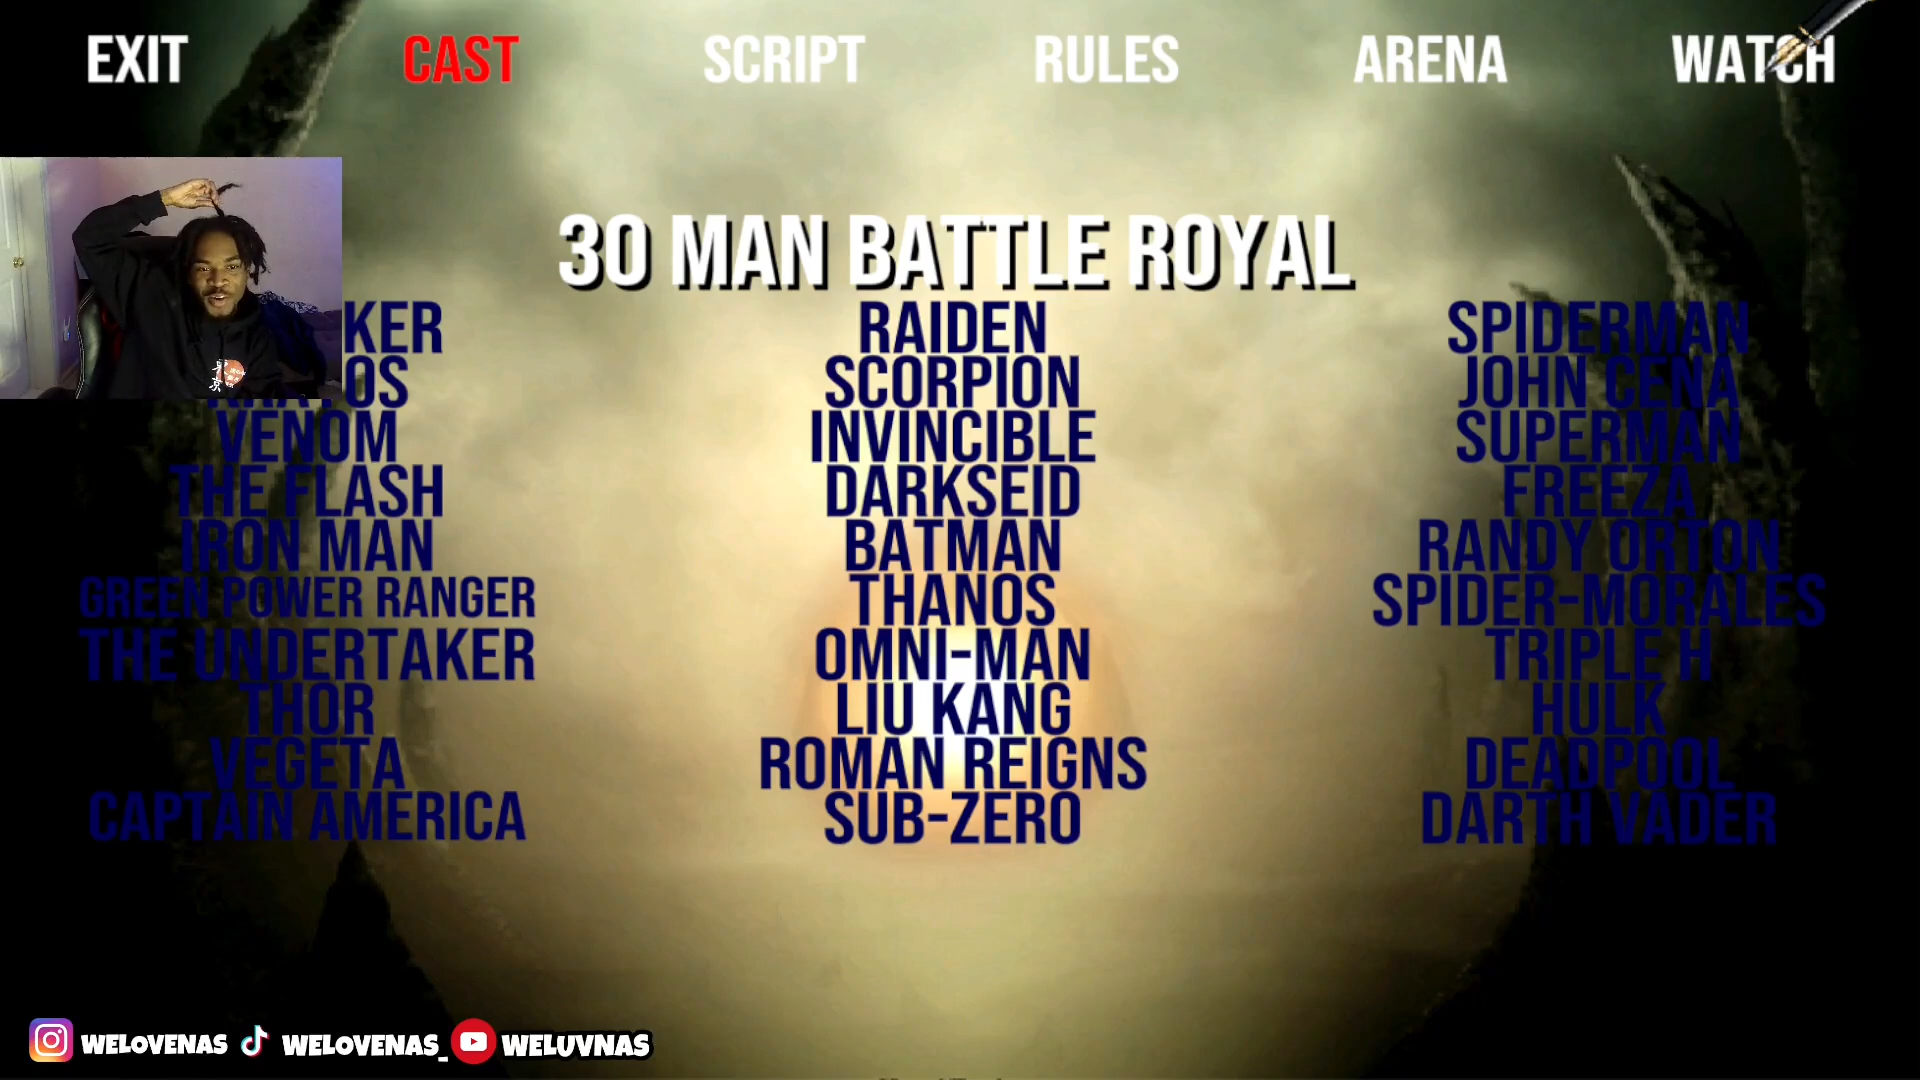 EXIT CAST SCRIPT RULES ARENA WATCH
30 MAN BATTLE ROYAL
RAIDEN
SCORPION
INVINCIBLE
DARKSEID
BATMAN
THANOS
OMNI-MAN
LIU KANG
ROMAN REIGNS
SUB-ZERO
VENOM
THE FLASH
IRON MAN
GREEN POWER RANGER
THE UNDERTAKER
THOR
VEGETA
CAPTAIN AMERICA
SPIDERMAN
JOHN CENA
SUPERMAN
FREEZA
RANDY ORTON
SPIDER-MORALES
TRIPLE H
HULK
DEADPOOL
DARTH VADER
WELOVENAS WELOVENAS_ WELUVNAS